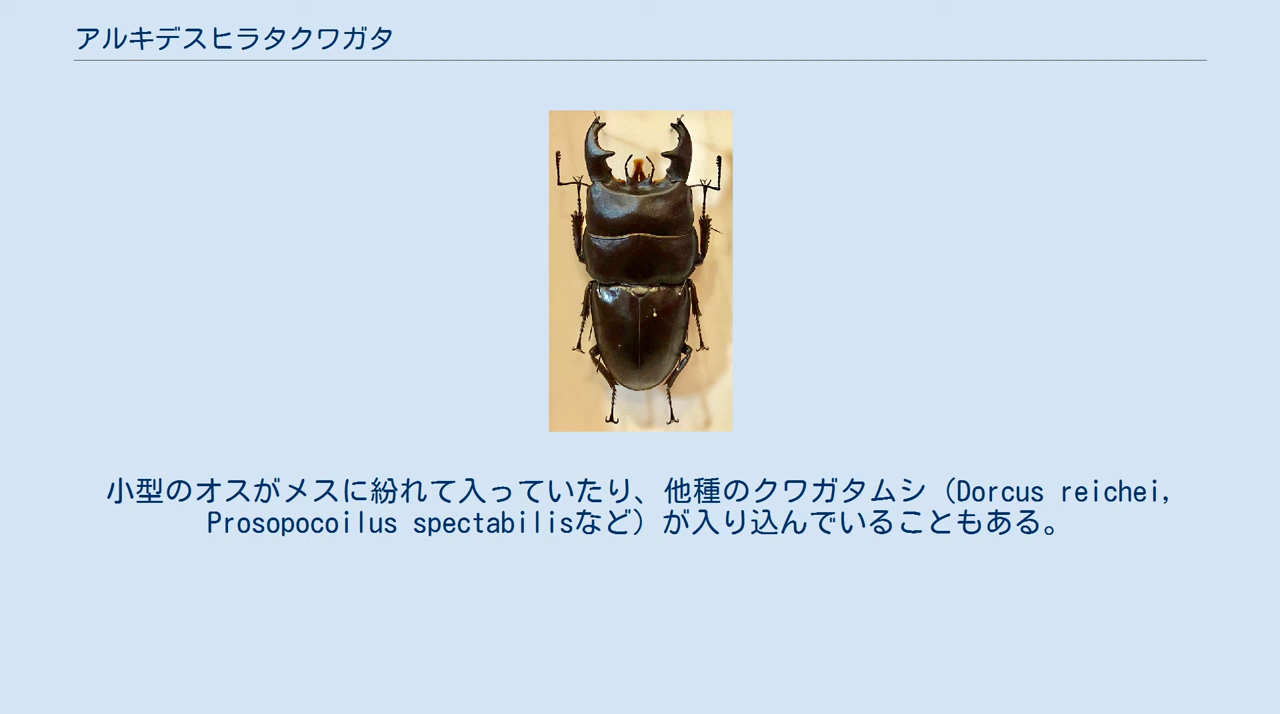 アルキデスヒラタクワガタ
小型のオスがメスに紛れて入っていたり、他種のクワガタムシ（Dorcus reichei,
Prosopocoilus spectabilisなど）が入り込んでいることもある。